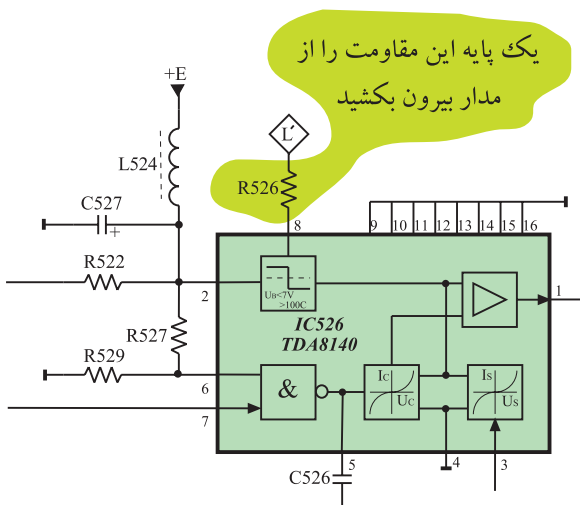 یک پایه این مقاومت را از
مدار بیرون بکشید
+E
L524
L′
R526
C527
+
8
9 10 11 12 13 14 15 16
R522
2
UB<7V
>100C
1
IC526
TDA8140
R527
R529
6
&
IC
UC
IS
US
7
5
4
3
C526